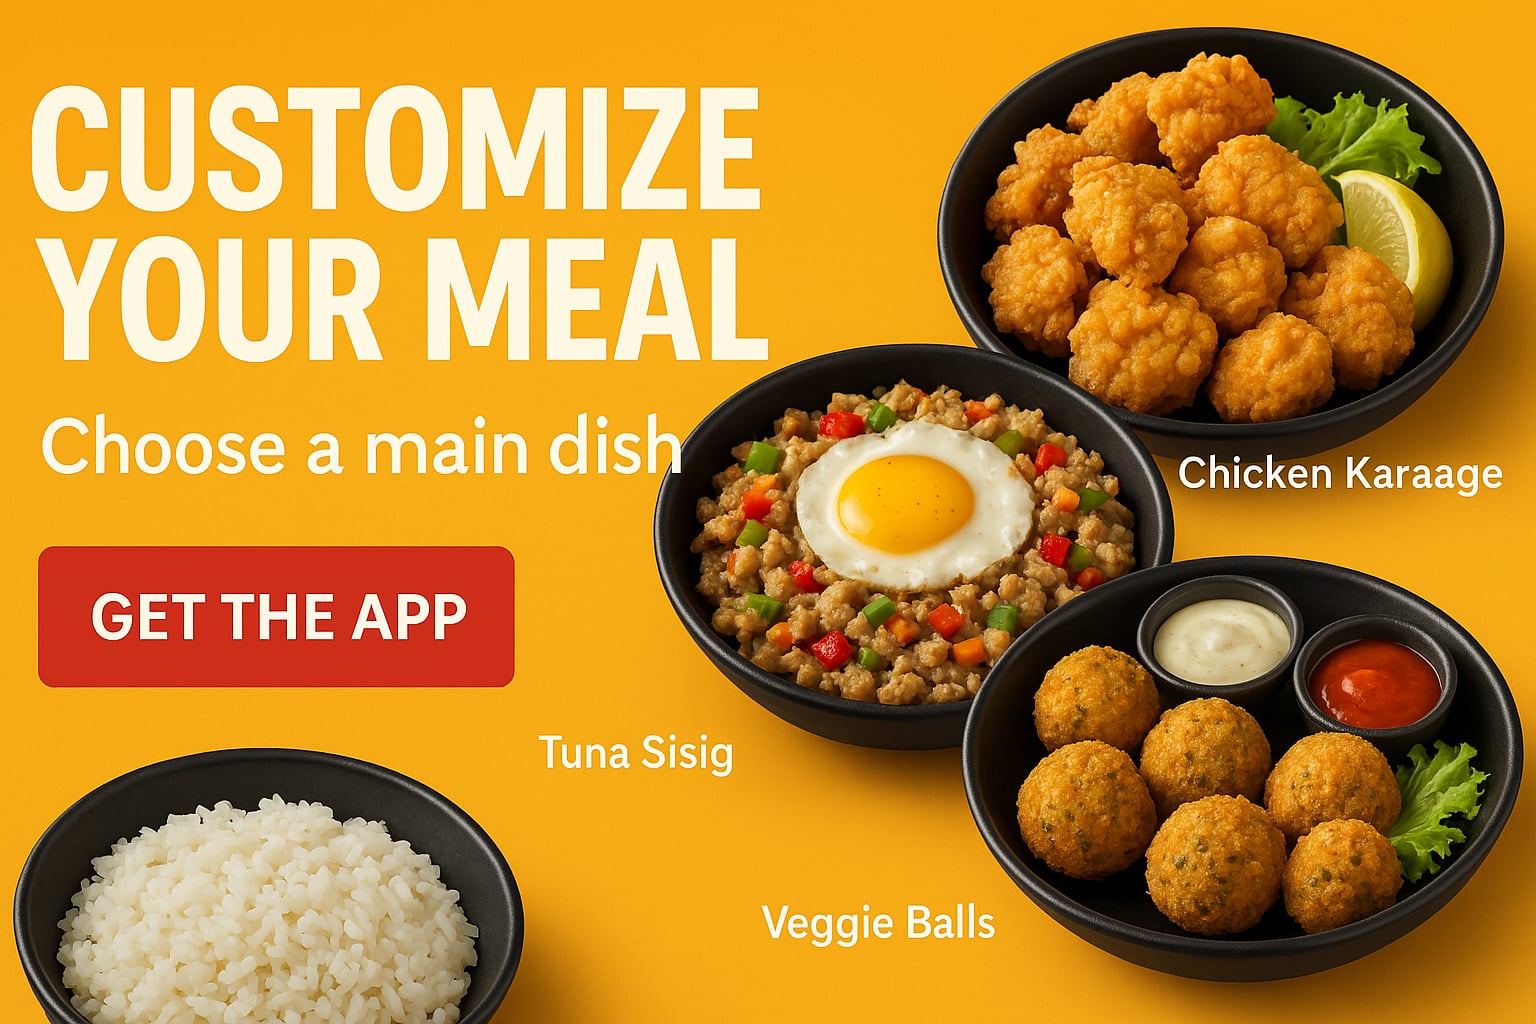 CUSTOMIZE
YOUR MEAL
Choose a main dish
GET THE APP
Chicken Karaage
Tuna Sisig
Veggie Balls